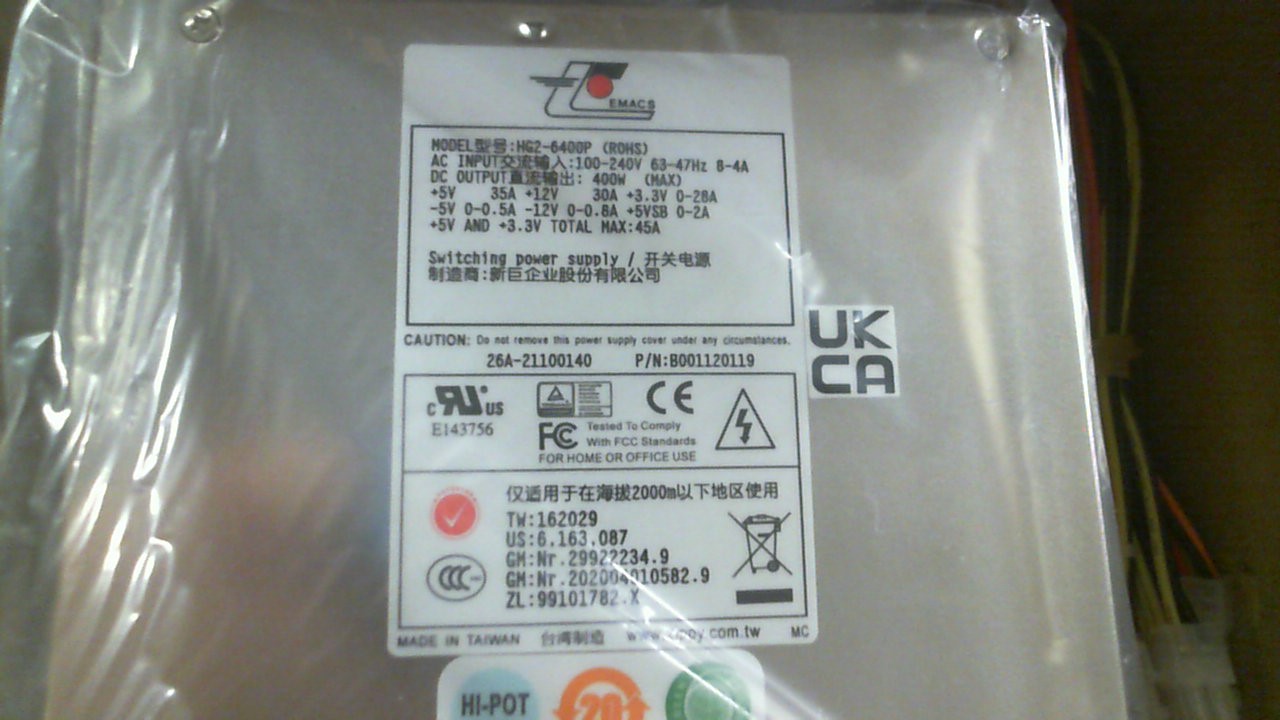 EMACS
MODEL型号:HG2-6400P (ROHS)
AC INPUT交流输入:100-240V 63-47Hz 8-4A
DC OUTPUT直流输出: 400W (MAX)
+5V 35A +12V 30A +3.3V 0-28A
-5V 0-0.5A -12V 0-0.8A +5VSB 0-2A
+5V AND +3.3V TOTAL MAX:45A
Switching power supply / 开关电源
制造商:新巨企业股份有限公司
CAUTION: Do not remove this power supply cover under any circumstances.
26A-21100140 P/N:B001120119
UK
CA
c RU US
E143756
CE
FC Tested To Comply
With FCC Standards
FOR HOME OR OFFICE USE
仅适用于在海拔2000m以下地区使用
TW:162029
US:6.163.087
GM:Nr.29922234.9
GM:Nr.202004010582.9
ZL:99101782.X
CCC
MADE IN TAIWAN 台湾制造 www.zippy.com.tw MC
HI-POT
20